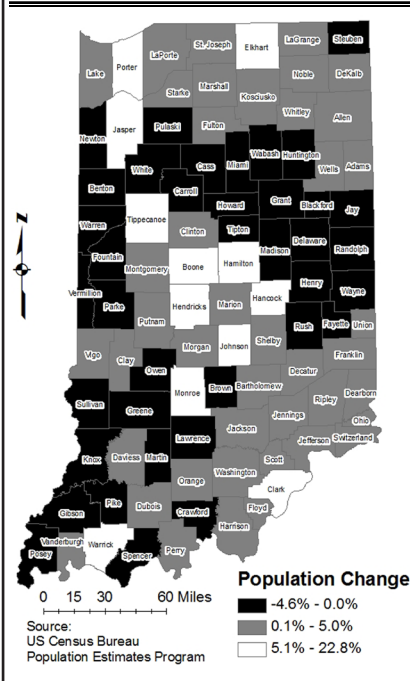 Steuben
LaGrange
Elkhart
St. Joseph
LaPorte
Porter
Lake
Noble
DeKalb
Marshall
Starke
Kosciusko
Whitley
Allen
Newton
Jasper
Pulaski
Fulton
Wabash
Huntington
Miami
Cass
White
Wells
Adams
Benton
Carroll
Howard
Grant
Blackford
Jay
Tippecanoe
Warren
Clinton
Tipton
Madison
Delaware
Randolph
Fountain
Montgomery
Boone
Hamilton
Henry
Wayne
Vermillion
Parke
Hendricks
Marion
Hancock
Putnam
Rush
Fayette
Union
Morgan
Johnson
Shelby
Vigo
Clay
Owen
Franklin
Decatur
Monroe
Brown
Bartholomew
Sullivan
Greene
Ripley
Dearborn
Jennings
Ohio
Jackson
Lawrence
Jefferson
Switzerland
Knox
Daviess
Martin
Washington
Scott
Orange
Clark
Gibson
Pike
Dubois
Crawford
Floyd
Harrison
Vanderburgh
Warrick
Posey
Spencer
Perry
Population Change
-4.6% - 0.0%
0.1% - 5.0%
5.1% - 22.8%
0 15 30 60 Miles
Source:
US Census Bureau
Population Estimates Program